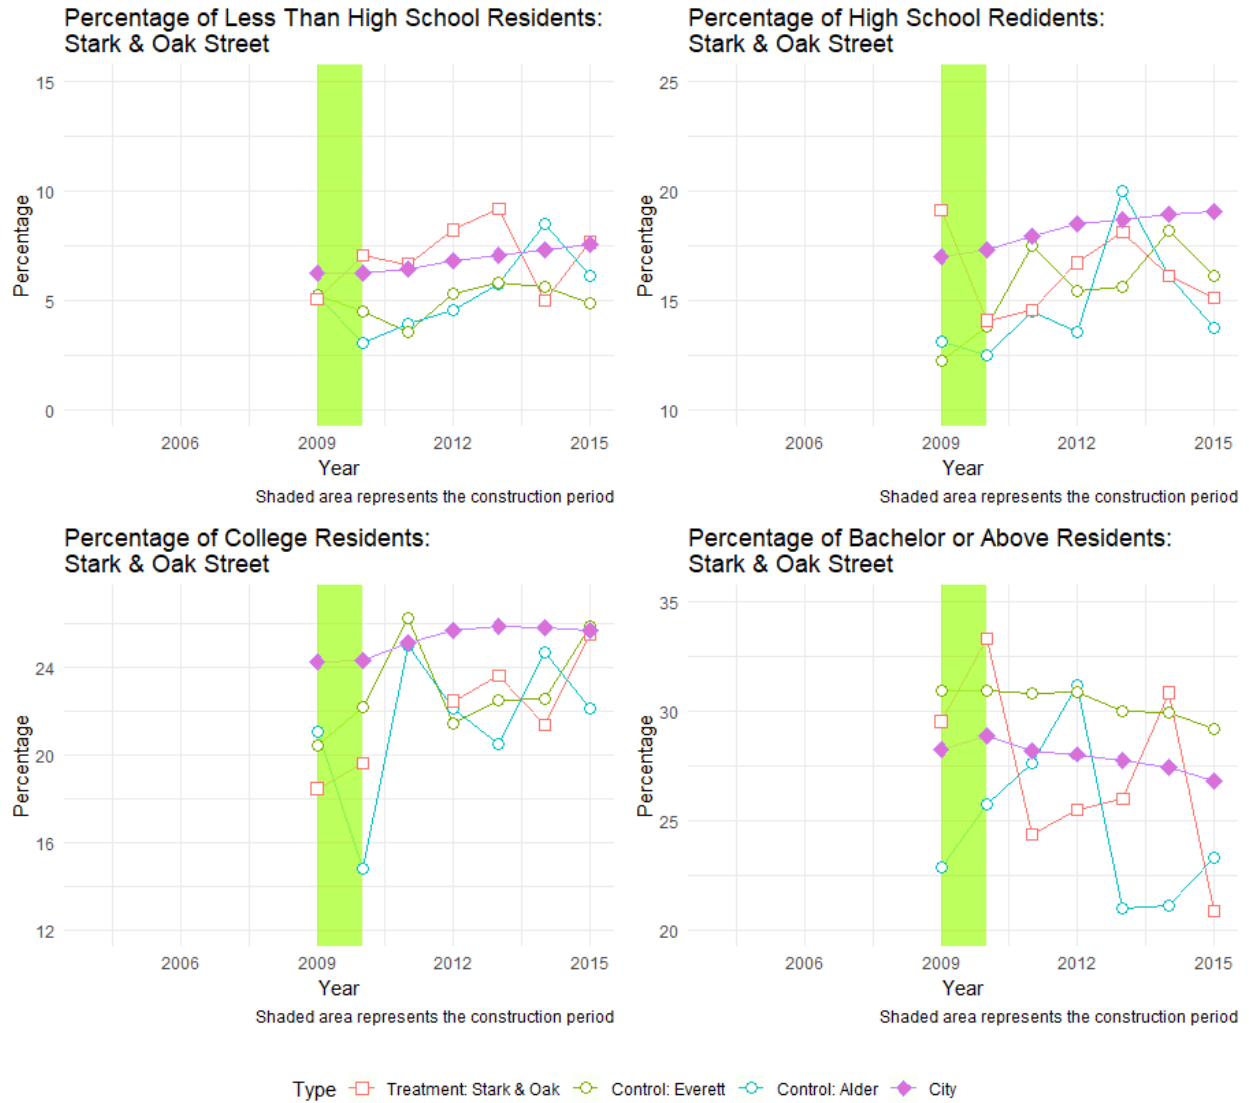 Percentage of Less Than High School Residents:
Stark & Oak Street
15
10
5
0
Percentage
2006 2009 2012 2015
Year
Shaded area represents the construction period
Percentage of High School Redidents:
Stark & Oak Street
25
20
15
10
Percentage
2006 2009 2012 2015
Year
Shaded area represents the construction period
Percentage of College Residents:
Stark & Oak Street
24
20
16
12
Percentage
2006 2009 2012 2015
Year
Shaded area represents the construction period
Percentage of Bachelor or Above Residents:
Stark & Oak Street
35
30
25
20
Percentage
2006 2009 2012 2015
Year
Shaded area represents the construction period
Type Treatment: Stark & Oak Control: Everett Control: Alder City